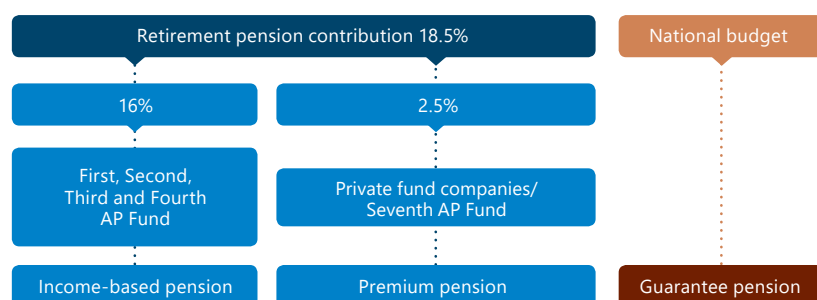 Retirement pension contribution 18.5%
National budget
16%
2.5%
First, Second,
Third and Fourth
AP Fund
Private fund companies/
Seventh AP Fund
Income-based pension
Premium pension
Guarantee pension